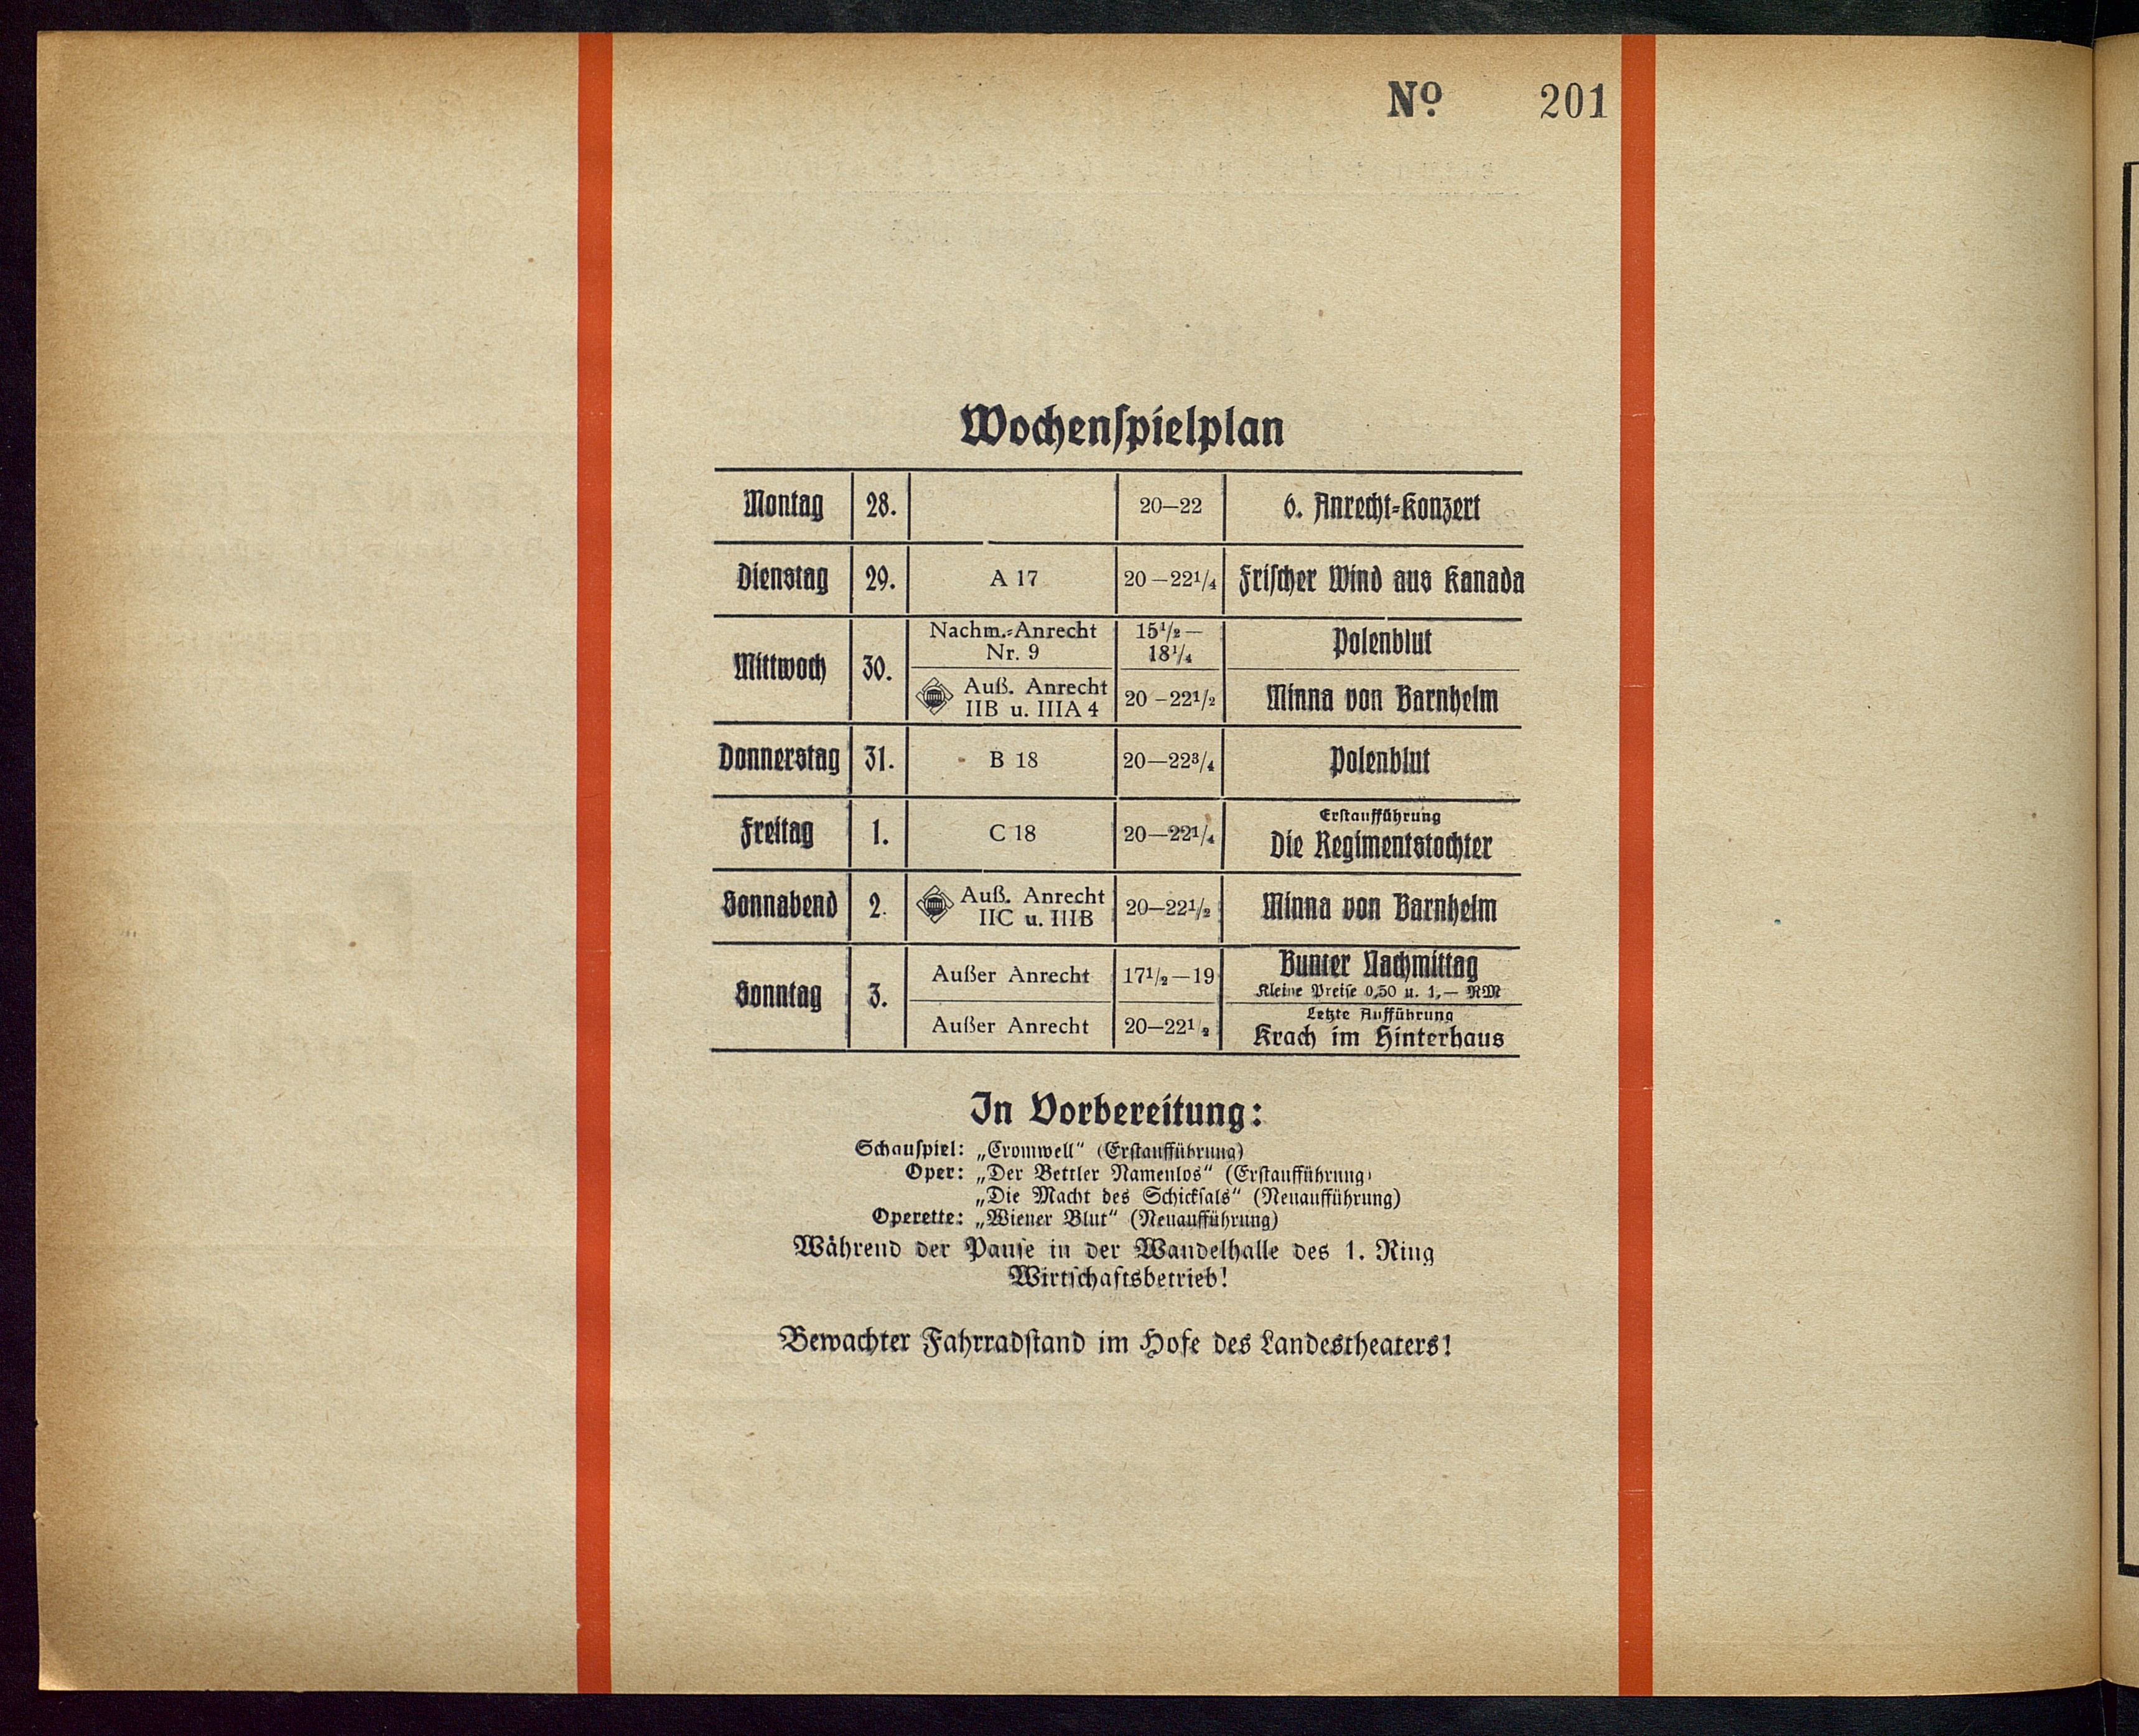 Nº 201
Wochenspielplan
Montag 28. 20—22 6. Anrecht-Konzert
Dienstag 29. A 17 20—22¹/₄ Frischer Wind aus Kanada
Mittwoch 30. Nachm.-Anrecht Nr. 9 15¹/₂—18¹/₄ Polenblut
Auß. Anrecht IIB u. IIIA 4 20—22¹/₂ Minna von Barnhelm
Donnerstag 31. B 18 20—22³/₄ Polenblut
Freitag 1. C 18 20—22¹/₄ Erstaufführung Die Regimentstochter
Sonnabend 2. Auß. Anrecht IIC u. IIIB 20—22¹/₂ Minna von Barnhelm
Sonntag 3. Außer Anrecht 17¹/₂—19 Bunter Nachmittag
Kleine Preise 0,50 u. 1,— RM
Außer Anrecht 20—22¹/₂ Letzte Aufführung Krach im Hinterhaus
In Vorbereitung:
Schauspiel: „Cromwell“ (Erstaufführung)
Oper: „Der Bettler Namenlos“ (Erstaufführung)
„Die Macht des Schicksals“ (Neuaufführung)
Operette: „Wiener Blut“ (Neuaufführung)
Während der Pause in der Wandelhalle des 1. Ring
Wirtschaftsbetrieb!
Bewachter Fahrradstand im Hofe des Landestheaters!